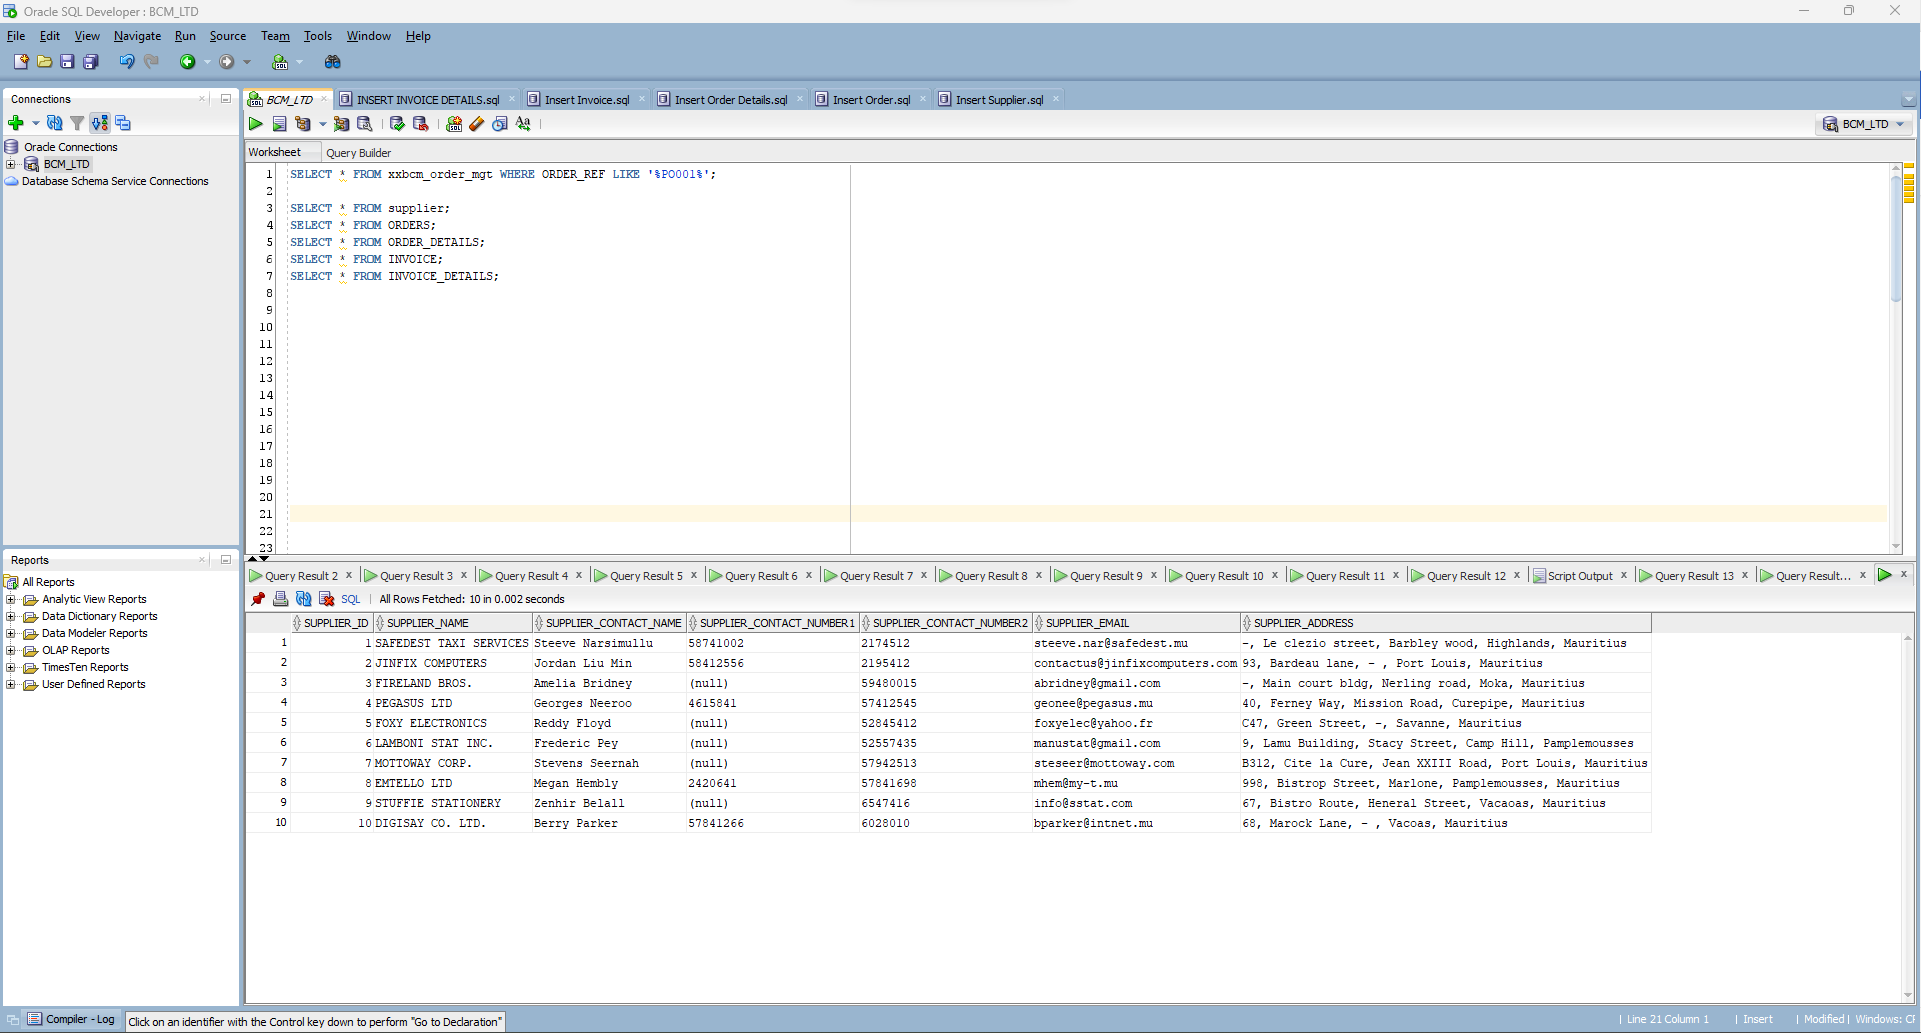 Oracle SQL Developer : BCM_LTD
File Edit View Navigate Run Source Team Tools Window Help
Connections
Oracle Connections
BCM_LTD
Database Schema Service Connections
Reports
All Reports
Analytic View Reports
Data Dictionary Reports
Data Modeler Reports
OLAP Reports
TimesTen Reports
User Defined Reports
BCM_LTD INSERT INVOICE DETAILS.sql Insert Invoice.sql Insert Order Details.sql Insert Order.sql Insert Supplier.sql
BCM_LTD
Worksheet Query Builder
1 SELECT * FROM xxbcm_order_mgt WHERE ORDER_REF LIKE '%PO001%';
2
3 SELECT * FROM supplier;
4 SELECT * FROM ORDERS;
5 SELECT * FROM ORDER_DETAILS;
6 SELECT * FROM INVOICE;
7 SELECT * FROM INVOICE_DETAILS;
8
9
10
11
12
13
14
15
16
17
18
19
20
21
22
23
Query Result 2 Query Result 3 Query Result 4 Query Result 5 Query Result 6 Query Result 7 Query Result 8 Query Result 9 Query Result 10 Query Result 11 Query Result 12 Script Output Query Result 13 Query Result...
SQL All Rows Fetched: 10 in 0.002 seconds
SUPPLIER_ID SUPPLIER_NAME SUPPLIER_CONTACT_NAME SUPPLIER_CONTACT_NUMBER1 SUPPLIER_CONTACT_NUMBER2 SUPPLIER_EMAIL SUPPLIER_ADDRESS
1 1 SAFEDEST TAXI SERVICES Steeve Narsimullu 58741002 2174512 steeve.nar@safedest.mu -, Le clezio street, Barbley wood, Highlands, Mauritius
2 2 JINFIX COMPUTERS Jordan Liu Min 58412556 2195412 contactus@jinfixcomputers.com 93, Bardeau lane, - , Port Louis, Mauritius
3 3 FIRELAND BROS. Amelia Bridney (null) 59480015 abridney@gmail.com -, Main court bldg, Nerling road, Moka, Mauritius
4 4 PEGASUS LTD Georges Neeroo 4615841 57412545 geonee@pegasus.mu 40, Ferney Way, Mission Road, Curepipe, Mauritius
5 5 FOXY ELECTRONICS Reddy Floyd (null) 52845412 foxyelec@yahoo.fr C47, Green Street, -, Savanne, Mauritius
6 6 LAMBONI STAT INC. Frederic Pey (null) 52557435 manustat@gmail.com 9, Lamu Building, Stacy Street, Camp Hill, Pamplemousses
7 7 MOTTOWAY CORP. Stevens Seernah (null) 57942513 steseer@mottoway.com B312, Cite la Cure, Jean XXIII Road, Port Louis, Mauritius
8 8 EMTELLO LTD Megan Hembly 2420641 57841698 mhem@my-t.mu 998, Bistrop Street, Marlone, Pamplemousses, Mauritius
9 9 STUFFIE STATIONERY Zenhir Belall (null) 6547416 info@sstat.com 67, Bistro Route, Heneral Street, Vacaoas, Mauritius
10 10 DIGISAY CO. LTD. Berry Parker 57841266 6028010 bparker@intnet.mu 68, Marock Lane, - , Vacoas, Mauritius
Compiler - Log Click on an identifier with the Control key down to perform "Go to Declaration" Line 21 Column 1 Insert Modified Windows: CF